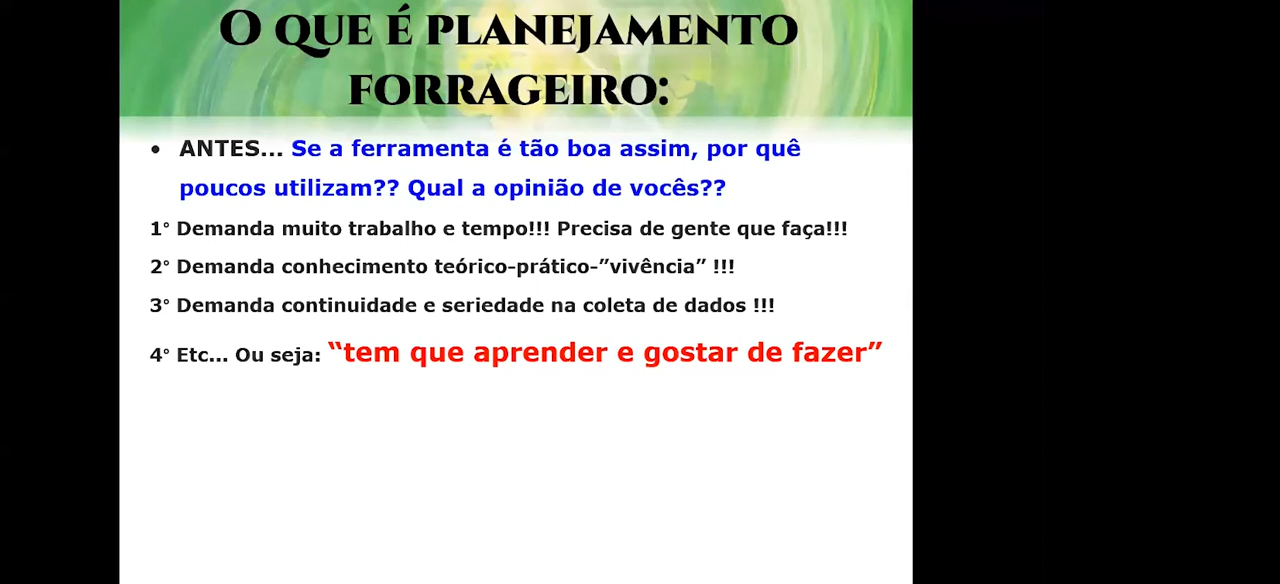 O QUE É PLANEJAMENTO
FORRAGEIRO:
• ANTES... Se a ferramenta é tão boa assim, por quê
poucos utilizam?? Qual a opinião de vocês??
1° Demanda muito trabalho e tempo!!! Precisa de gente que faça!!!
2° Demanda conhecimento teórico-prático-”vivência” !!!
3° Demanda continuidade e seriedade na coleta de dados !!!
4° Etc... Ou seja: “tem que aprender e gostar de fazer”